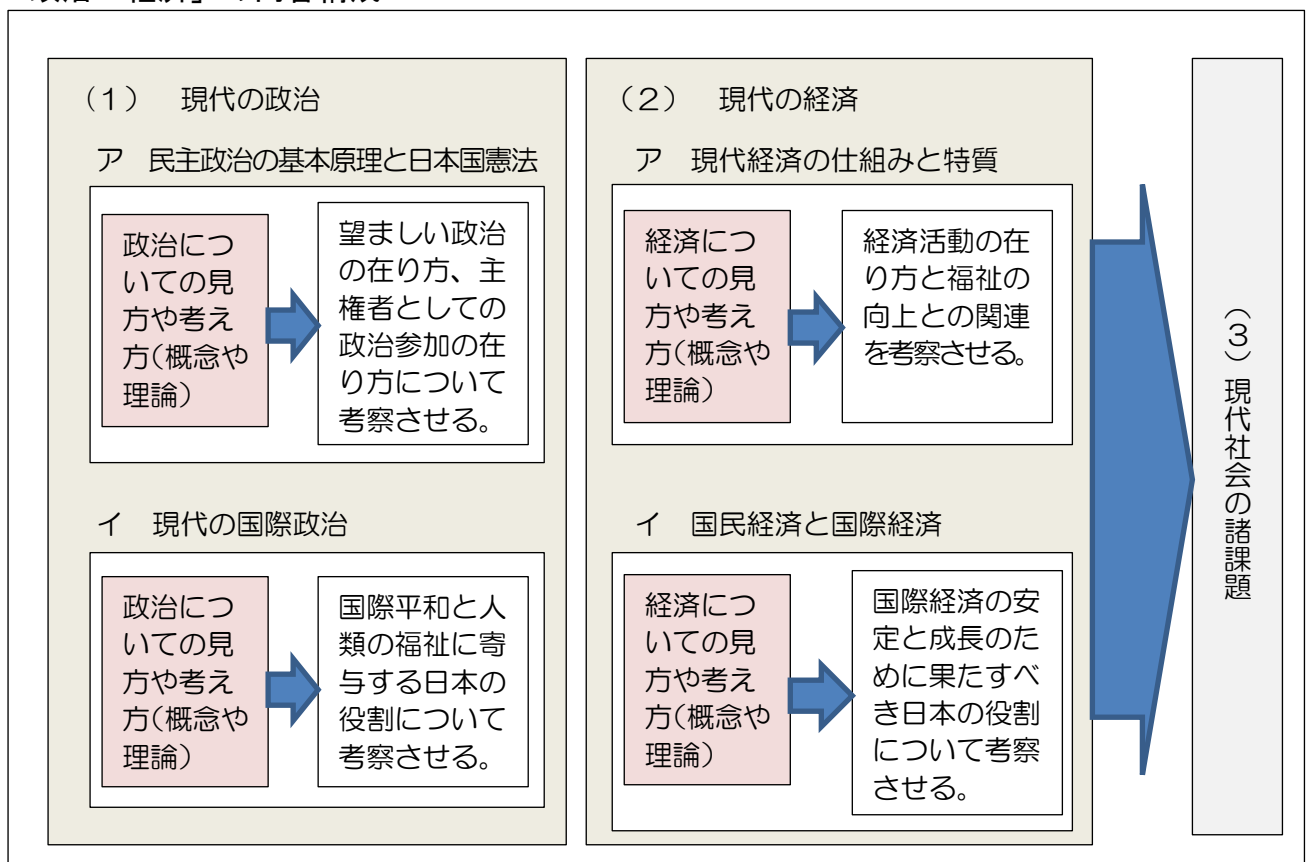 （1） 現代の政治
ア 民主政治の基本原理と日本国憲法
政治につ
いての見
方や考え
方（概念や
理論）
望ましい政治
の在り方、主
権者としての
政治参加の在
り方について
考察させる。
イ 現代の国際政治
政治につ
いての見
方や考え
方（概念や
理論）
国際平和と人
類の福祉に寄
与する日本の
役割について
考察させる。
（2） 現代の経済
ア 現代経済の仕組みと特質
経済につ
いての見
方や考え
方（概念や
理論）
経済活動の在
り方と福祉の
向上との関連
を考察させる。
イ 国民経済と国際経済
経済につ
いての見
方や考え
方（概念や
理論）
国際経済の安
定と成長のた
めに果たすべ
き日本の役割
について考察
させる。
（3）現代社会の諸課題